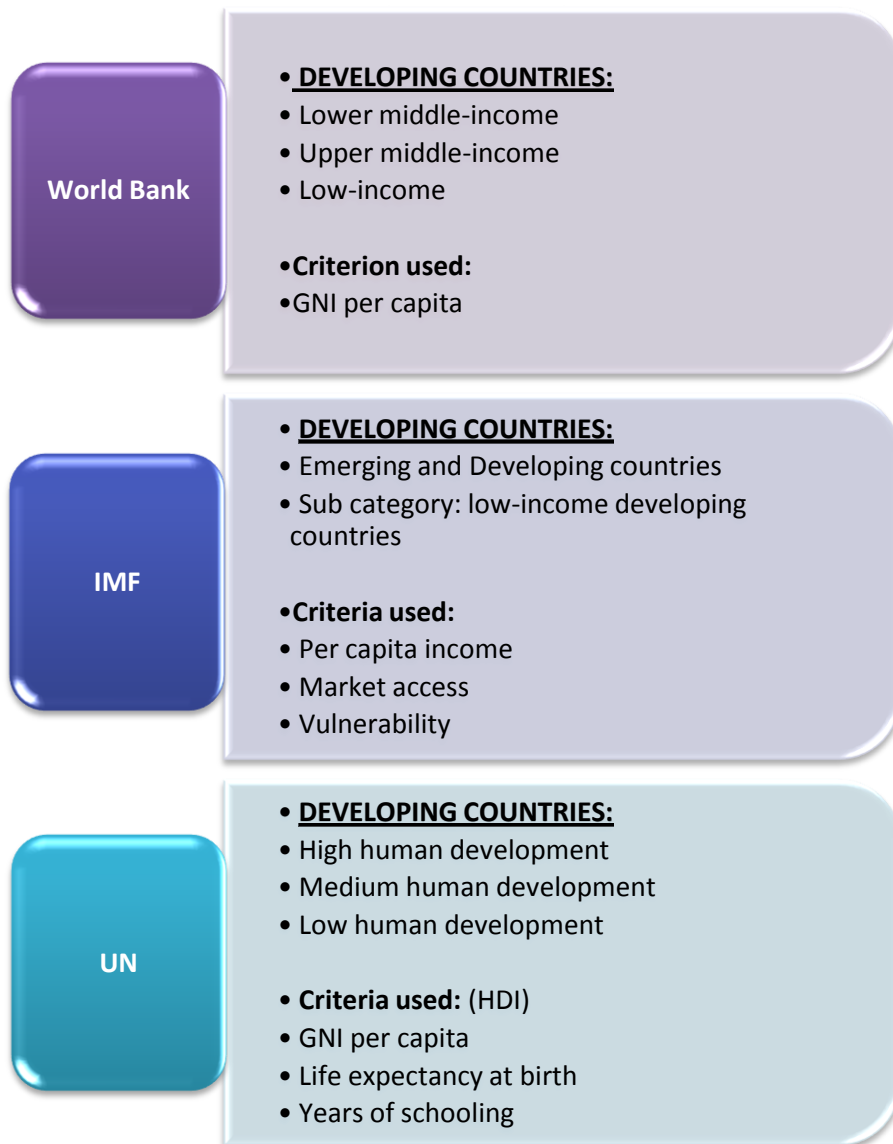 World Bank
• DEVELOPING COUNTRIES:
• Lower middle-income
• Upper middle-income
• Low-income
•Criterion used:
•GNI per capita
IMF
• DEVELOPING COUNTRIES:
• Emerging and Developing countries
• Sub category: low-income developing
countries
•Criteria used:
• Per capita income
• Market access
• Vulnerability
UN
• DEVELOPING COUNTRIES:
• High human development
• Medium human development
• Low human development
• Criteria used: (HDI)
• GNI per capita
• Life expectancy at birth
• Years of schooling